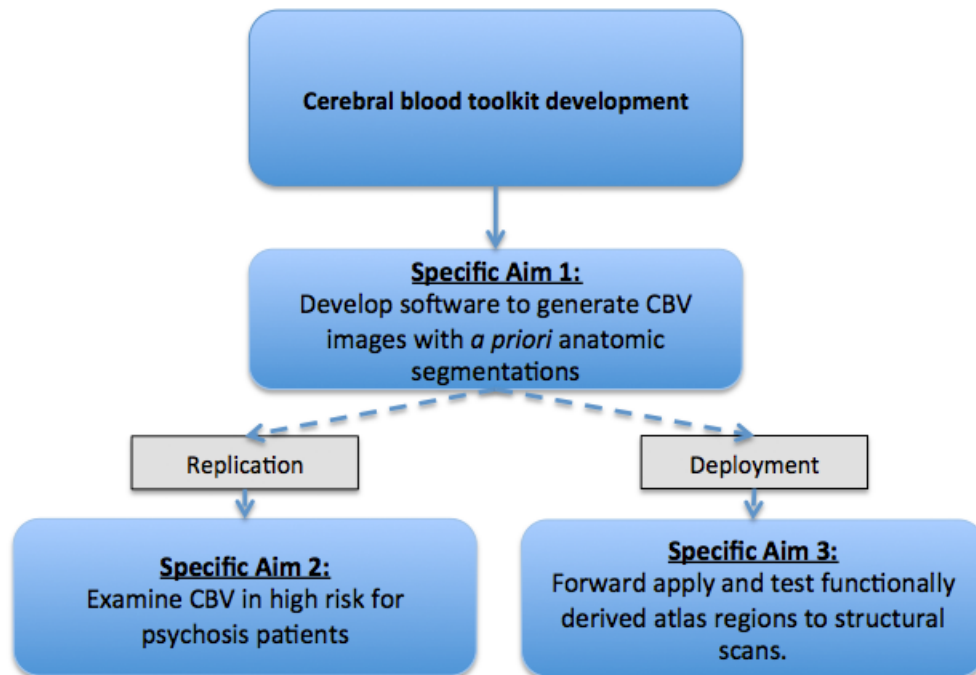 Cerebral blood toolkit development
Specific Aim 1:
Develop software to generate CBV
images with a priori anatomic
segmentations
Replication
Deployment
Specific Aim 2:
Examine CBV in high risk for
psychosis patients
Specific Aim 3:
Forward apply and test functionally
derived atlas regions to structural
scans.